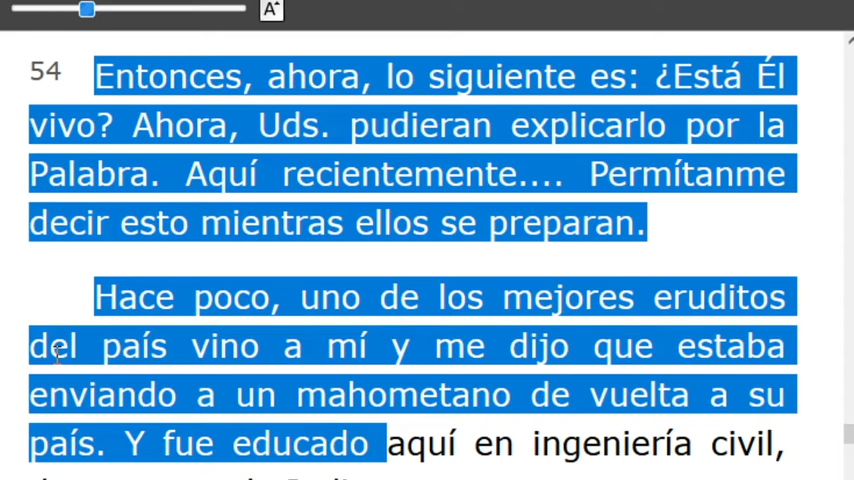 A
54 Entonces, ahora, lo siguiente es: ¿Está Él
vivo? Ahora, Uds. pudieran explicarlo por la
Palabra. Aquí recientemente.... Permítanme
decir esto mientras ellos se preparan.
Hace poco, uno de los mejores eruditos
del país vino a mí y me dijo que estaba
enviando a un mahometano de vuelta a su
país. Y fue educado aquí en ingeniería civil,